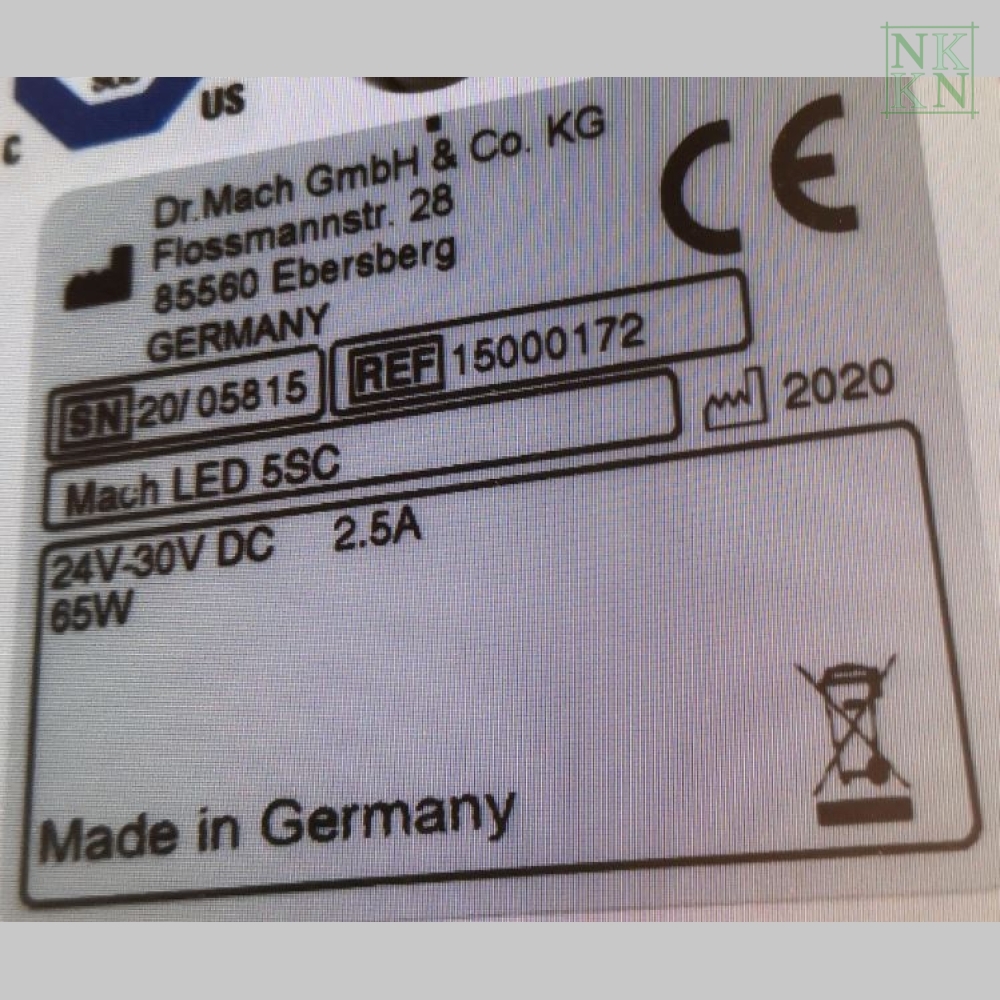 NK
KN
C
US
Dr.Mach GmbH & Co. KG
Flossmannstr. 28
85560 Ebersberg
GERMANY
CE
SN 20/05815
REF 15000172
2020
Mach LED 5SC
24V-30V DC 2.5A
65W
Made in Germany